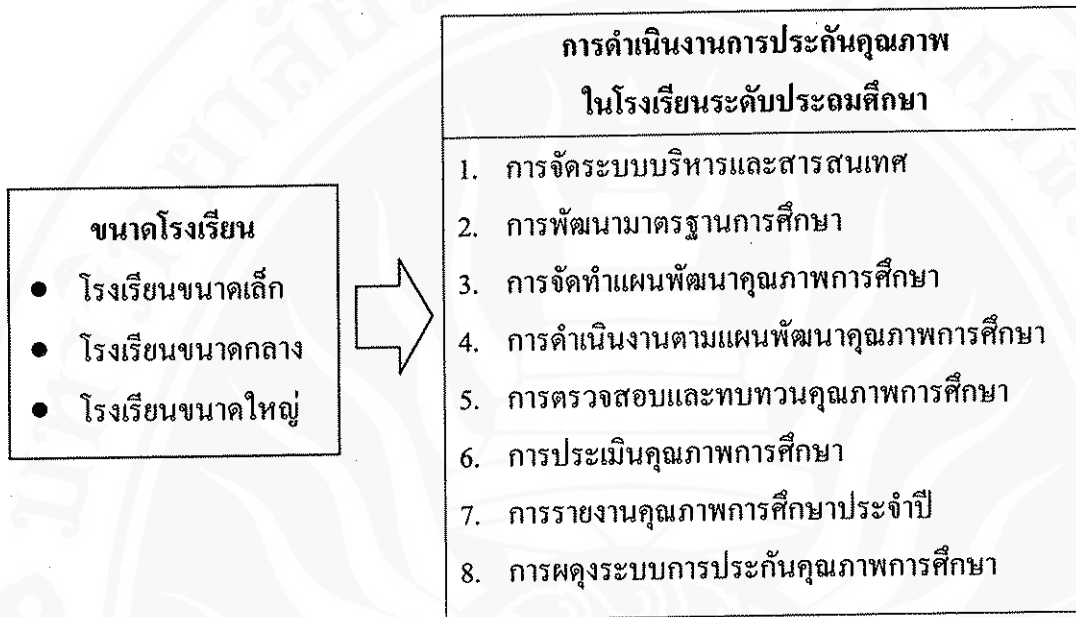 ขนาดโรงเรียน
● โรงเรียนขนาดเล็ก
● โรงเรียนขนาดกลาง
● โรงเรียนขนาดใหญ่
การดำเนินงานการประกันคุณภาพ
ในโรงเรียนระดับประถมศึกษา
1. การจัดระบบบริหารและสารสนเทศ
2. การพัฒนามาตรฐานการศึกษา
3. การจัดทำแผนพัฒนาคุณภาพการศึกษา
4. การดำเนินงานตามแผนพัฒนาคุณภาพการศึกษา
5. การตรวจสอบและทบทวนคุณภาพการศึกษา
6. การประเมินคุณภาพการศึกษา
7. การรายงานคุณภาพการศึกษาประจำปี
8. การผดุงระบบการประกันคุณภาพการศึกษา